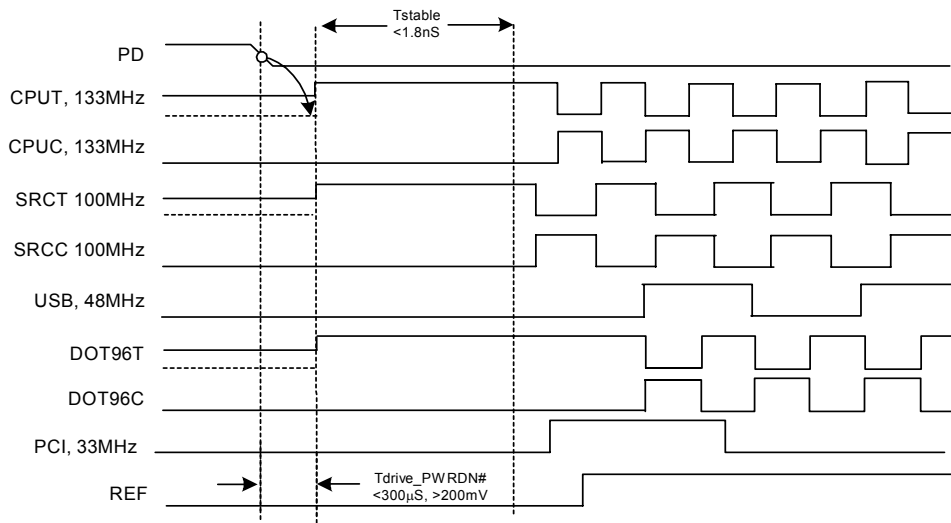 Tstable
<1.8nS
PD
CPUT, 133MHz
CPUC, 133MHz
SRCT 100MHz
SRCC 100MHz
USB, 48MHz
DOT96T
DOT96C
PCI, 33MHz
Tdrive_PWRDN#
<300µS, >200mV
REF